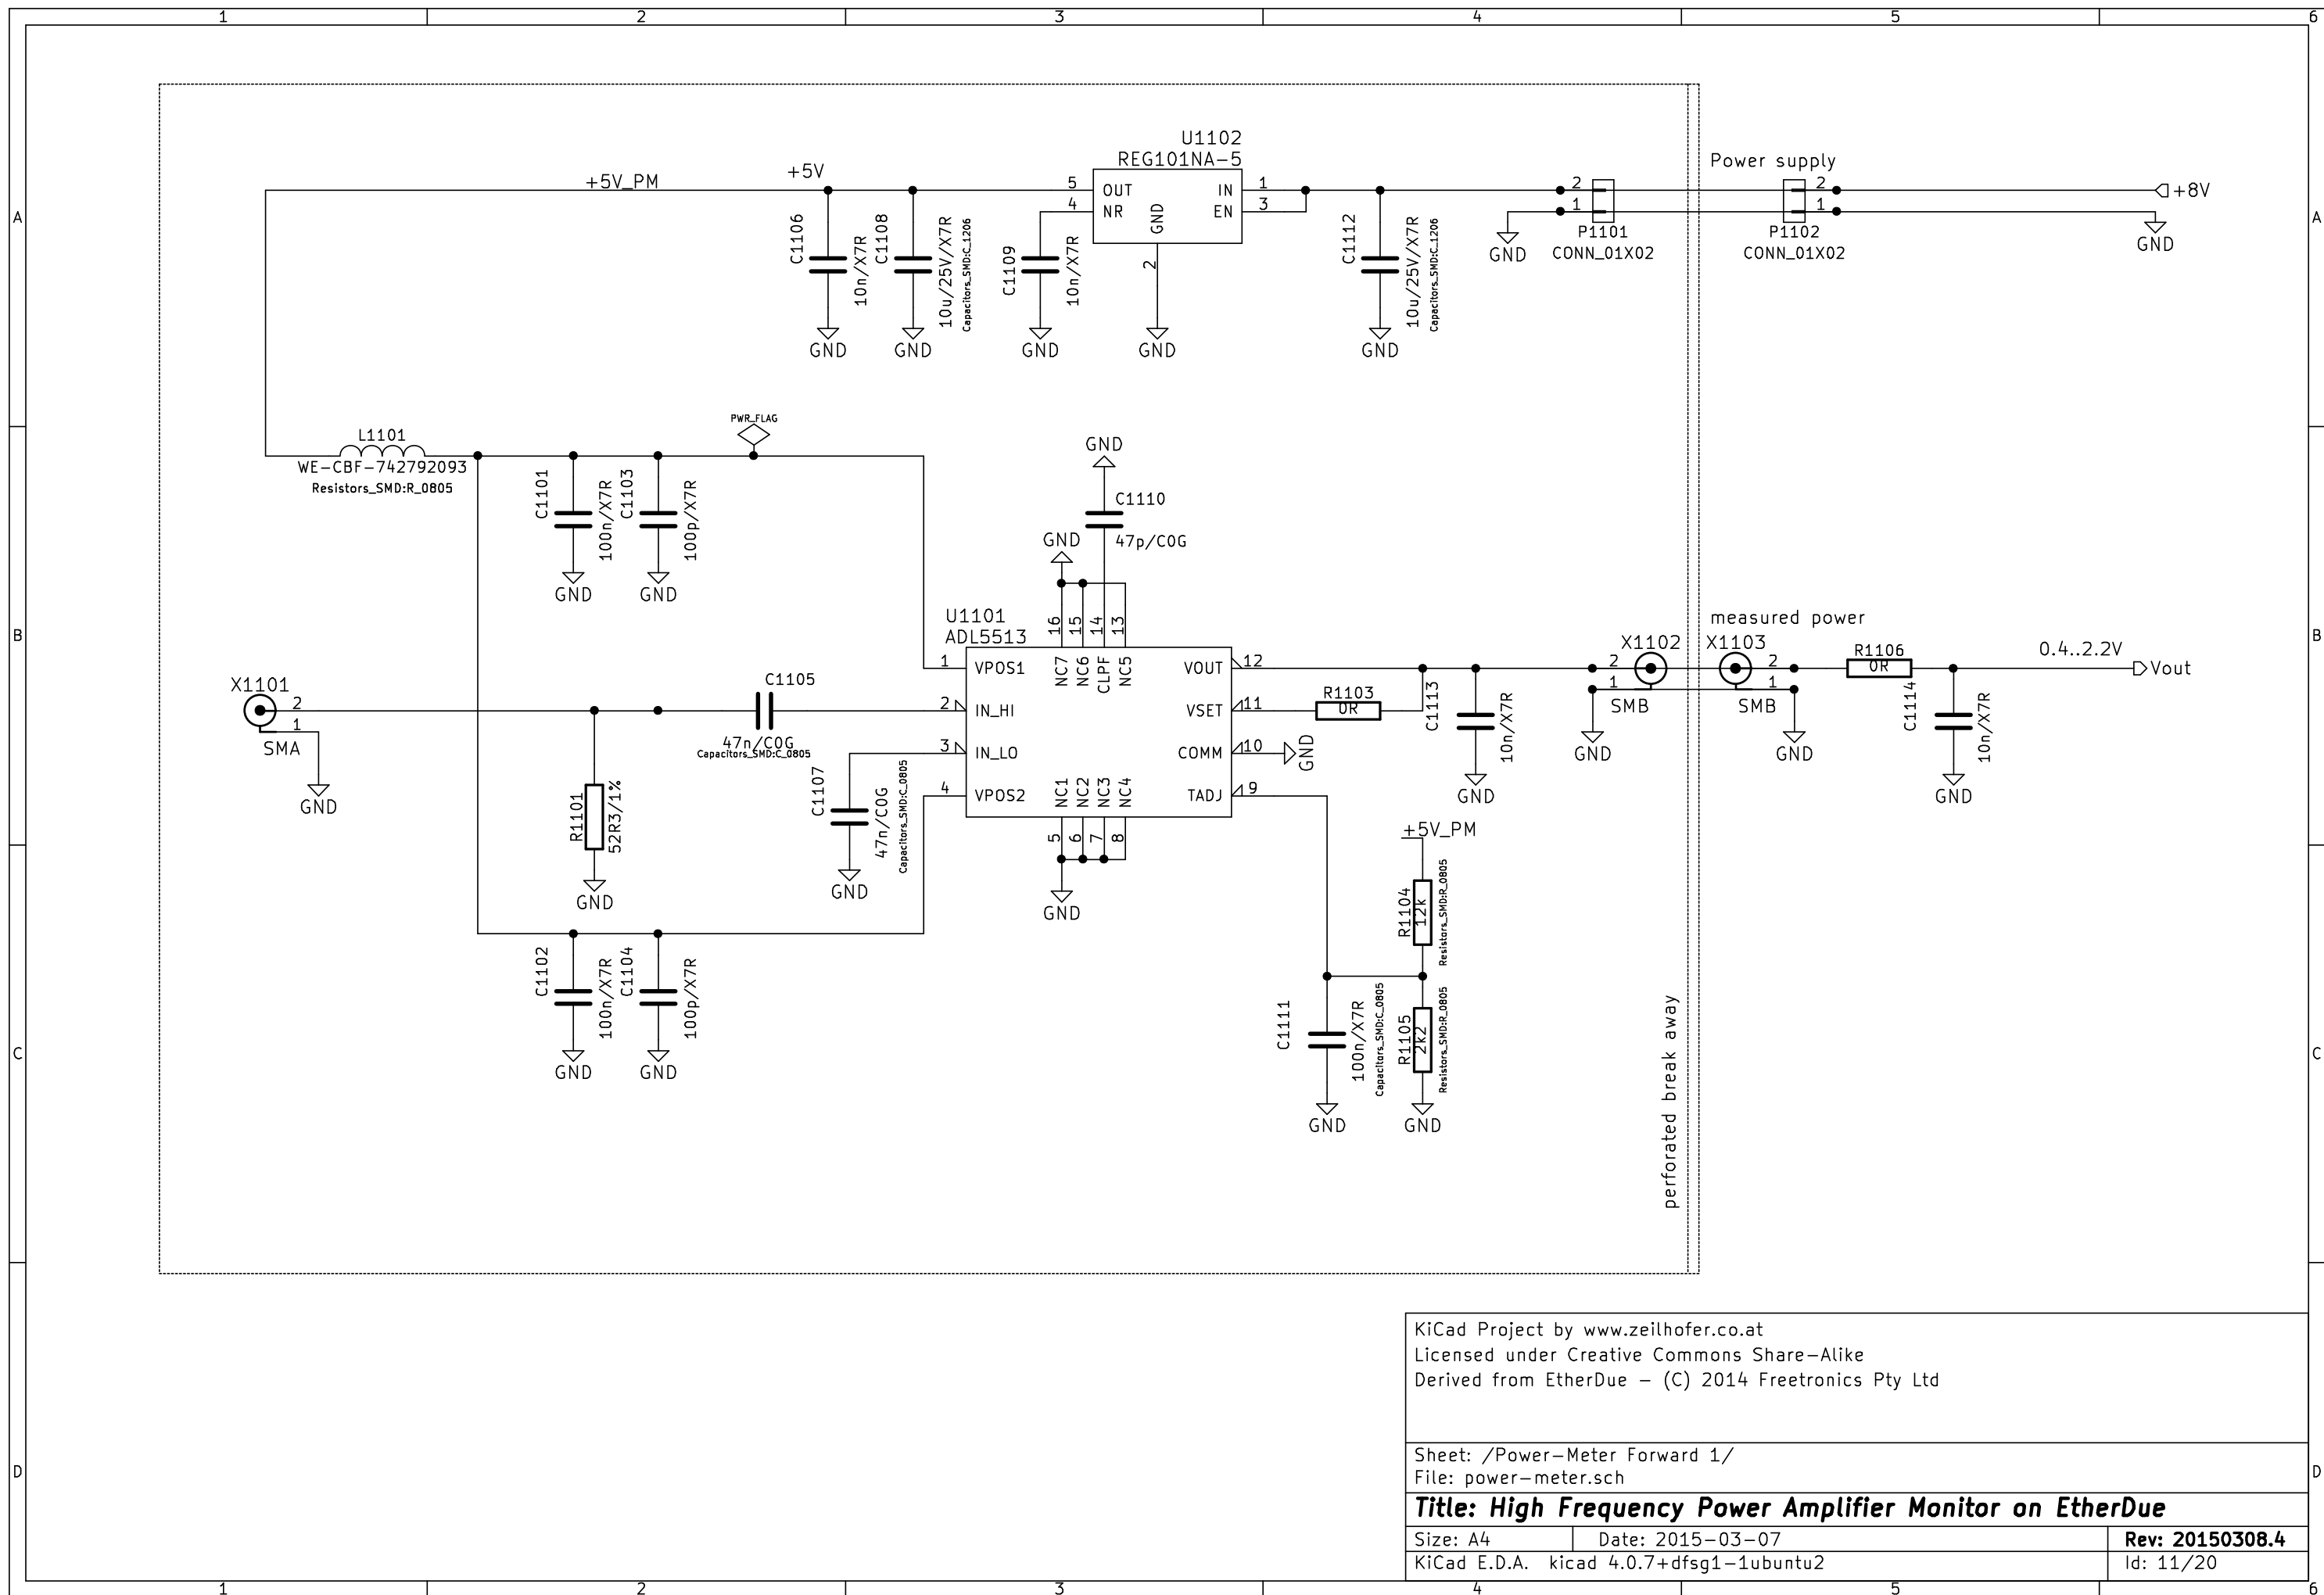 1 2 3 4 5 6
A A
B B
C C
D D
U1102
REG101NA-5
5 OUT IN 1
4 NR EN 3
GND
2
+5V_PM
+5V
C1106
10n/X7R
GND
C1108
10u/25V/X7R
Capacitors_SMD:C_1206
GND
C1109
10n/X7R
GND
GND
C1112
10u/25V/X7R
Capacitors_SMD:C_1206
GND
Power supply
2
1
P1101
CONN_01X02
GND
2
1
P1102
CONN_01X02
+8V
GND
L1101
WE-CBF-742792093
Resistors_SMD:R_0805
PWR_FLAG
C1101
100n/X7R
GND
C1103
100p/X7R
GND
GND
C1110
47p/C0G
GND
U1101
ADL5513
16 15 14 13
NC7 NC6 CLPF NC5
1 VPOS1
2 IN_HI
3 IN_LO
4 VPOS2
VOUT 12
VSET 11
COMM 10
TADJ 9
NC1 NC2 NC3 NC4
5 6 7 8
GND
GND
X1101
2
1
SMA
GND
R1101
52R3/1%
GND
C1105
47n/C0G
Capacitors_SMD:C_0805
C1107
47n/C0G
Capacitors_SMD:C_0805
GND
C1102
100n/X7R
GND
C1104
100p/X7R
GND
R1103
0R
C1113
10n/X7R
GND
measured power
X1102
2
1
SMB
GND
X1103
2
1
SMB
GND
R1106
0R
C1114
10n/X7R
GND
0.4..2.2V
Vout
+5V_PM
R1104
12k
Resistors_SMD:R_0805
R1105
2k2
Resistors_SMD:R_0805
GND
C1111
100n/X7R
Capacitors_SMD:C_0805
GND
perforated break away
KiCad Project by www.zeilhofer.co.at
Licensed under Creative Commons Share-Alike
Derived from EtherDue - (C) 2014 Freetronics Pty Ltd
Sheet: /Power-Meter Forward 1/
File: power-meter.sch
Title: High Frequency Power Amplifier Monitor on EtherDue
Size: A4 Date: 2015-03-07 Rev: 20150308.4
KiCad E.D.A. kicad 4.0.7+dfsg1-1ubuntu2 Id: 11/20
1 2 3 4 5 6